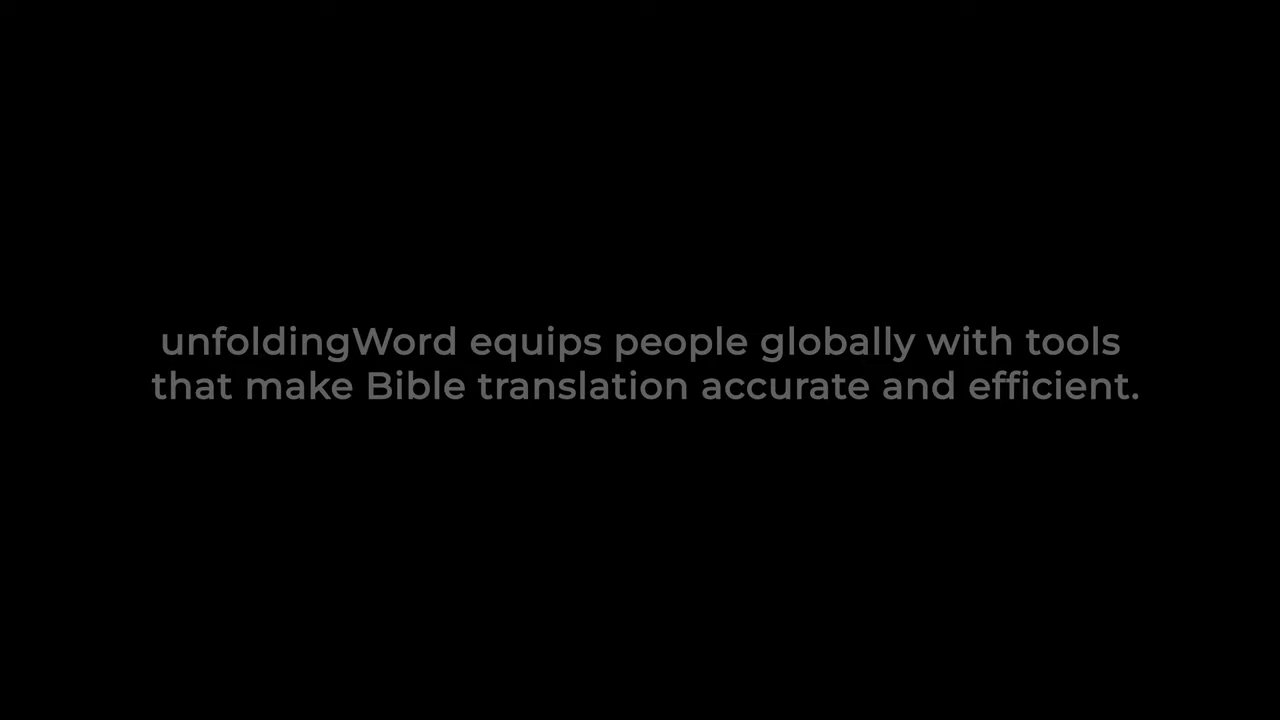 unfoldingWord equips people globally with tools
that make Bible translation accurate and efficient.